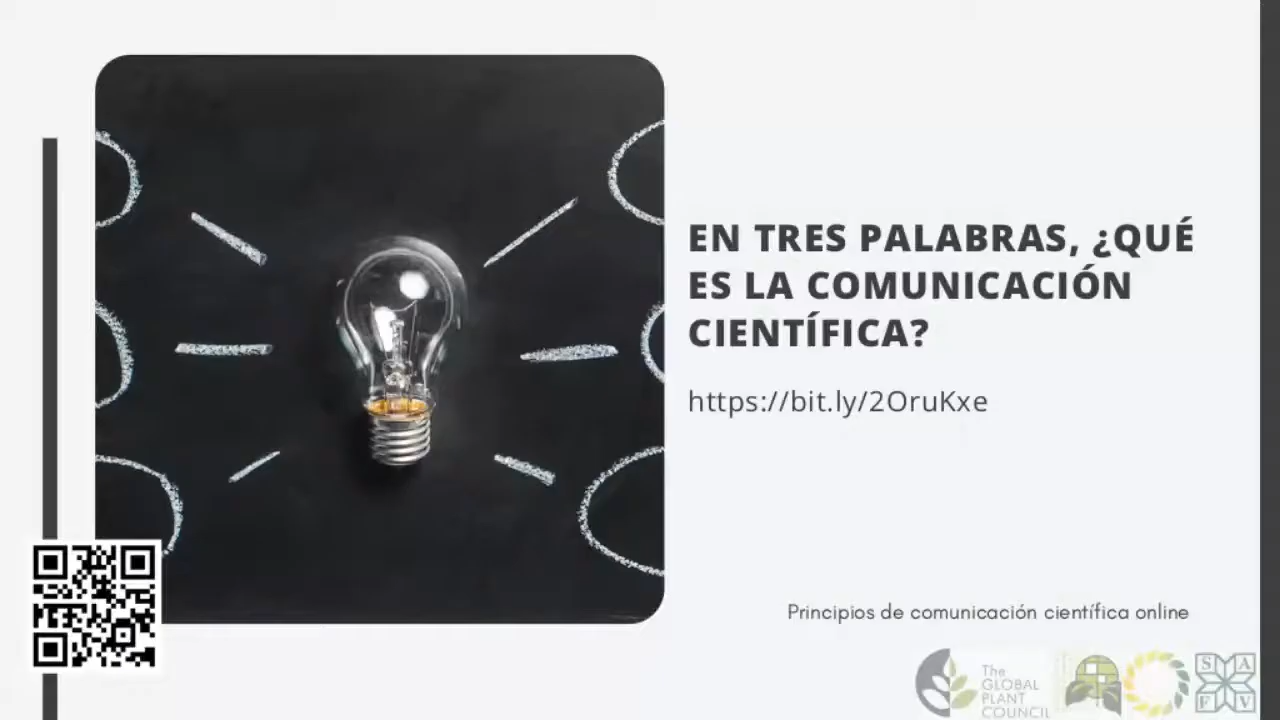 EN TRES PALABRAS, ¿QUÉ
ES LA COMUNICACIÓN
CIENTÍFICA?
https://bit.ly/2OruKxe
Principios de comunicación científica online
The
GLOBAL
PLANT
COUNCIL
S A
F V